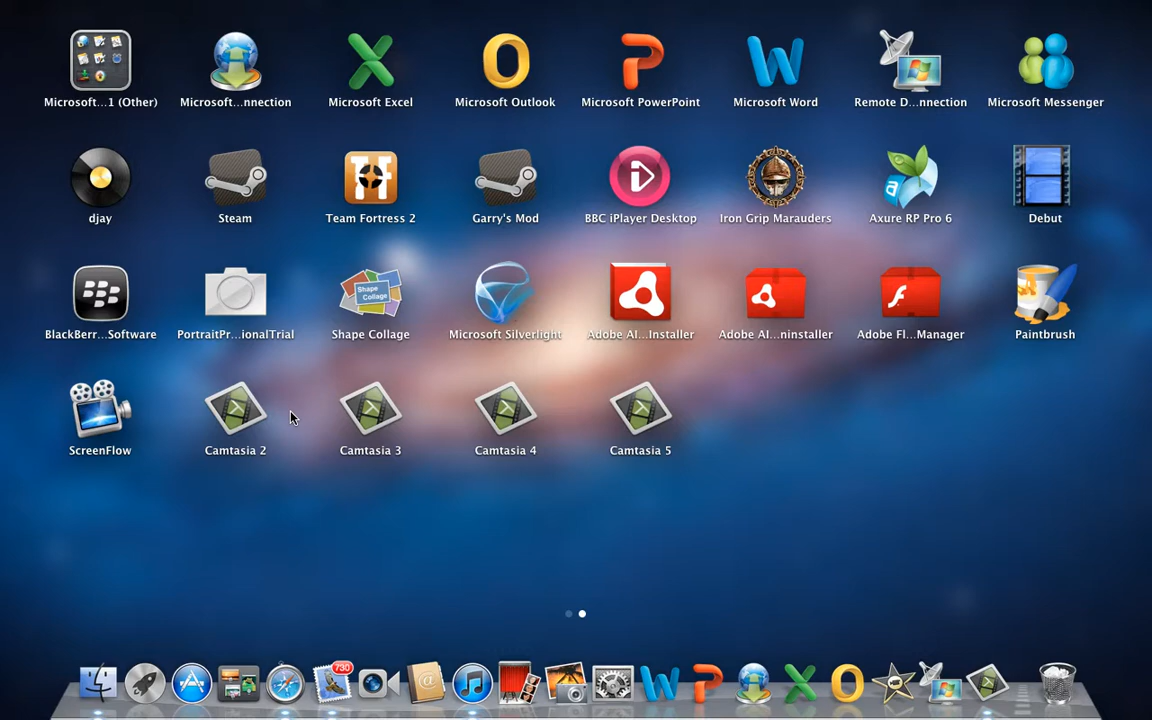 Microsoft...1 (Other)
Microsoft...nnection
Microsoft Excel
Microsoft Outlook
Microsoft PowerPoint
Microsoft Word
Remote D...nnection
Microsoft Messenger
djay
Steam
Team Fortress 2
Garry's Mod
BBC iPlayer Desktop
Iron Grip Marauders
Axure RP Pro 6
Debut
BlackBerr...Software
PortraitPr...ionalTrial
Shape Collage
Microsoft Silverlight
Adobe AI...Installer
Adobe AI...ninstaller
Adobe Fl...Manager
Paintbrush
Shape
Collage
ScreenFlow
Camtasia 2
Camtasia 3
Camtasia 4
Camtasia 5
730